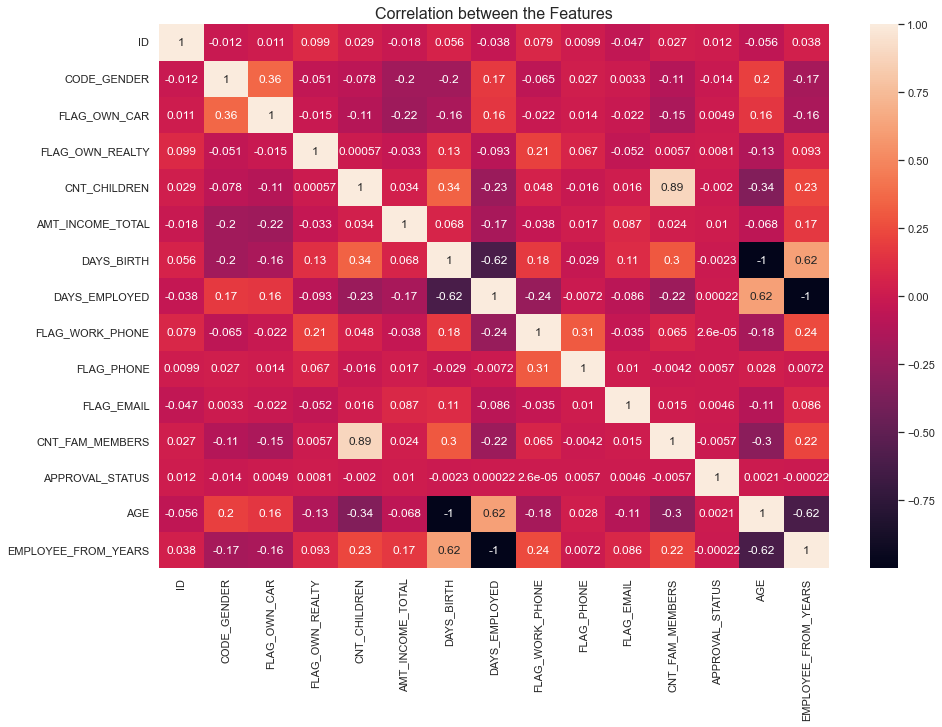 Correlation between the Features
ID 1 -0.012 0.011 0.099 0.029 -0.018 0.056 -0.038 0.079 0.0099 -0.047 0.027 0.012 -0.056 0.038
CODE_GENDER -0.012 1 0.36 -0.051 -0.078 -0.2 -0.2 0.17 -0.065 0.027 0.0033 -0.11 -0.014 0.2 -0.17
FLAG_OWN_CAR 0.011 0.36 1 -0.015 -0.11 -0.22 -0.16 0.16 -0.022 0.014 -0.022 -0.15 0.0049 0.16 -0.16
FLAG_OWN_REALTY 0.099 -0.051 -0.015 1 0.00057 -0.033 0.13 -0.093 0.21 0.067 -0.052 0.0057 0.0081 -0.13 0.093
CNT_CHILDREN 0.029 -0.078 -0.11 0.00057 1 0.034 0.34 -0.23 0.048 -0.016 0.016 0.89 -0.002 -0.34 0.23
AMT_INCOME_TOTAL -0.018 -0.2 -0.22 -0.033 0.034 1 0.068 -0.17 -0.038 0.017 0.087 0.024 0.01 -0.068 0.17
DAYS_BIRTH 0.056 -0.2 -0.16 0.13 0.34 0.068 1 -0.62 0.18 -0.029 0.11 0.3 -0.0023 -1 0.62
DAYS_EMPLOYED -0.038 0.17 0.16 -0.093 -0.23 -0.17 -0.62 1 -0.24 -0.0072 -0.086 -0.22 0.00022 0.62 -1
FLAG_WORK_PHONE 0.079 -0.065 -0.022 0.21 0.048 -0.038 0.18 -0.24 1 0.31 -0.035 0.065 2.6e-05 -0.18 0.24
FLAG_PHONE 0.0099 0.027 0.014 0.067 -0.016 0.017 -0.029 -0.0072 0.31 1 0.01 -0.0042 0.0057 0.028 0.0072
FLAG_EMAIL -0.047 0.0033 -0.022 -0.052 0.016 0.087 0.11 -0.086 -0.035 0.01 1 0.015 0.0046 -0.11 0.086
CNT_FAM_MEMBERS 0.027 -0.11 -0.15 0.0057 0.89 0.024 0.3 -0.22 0.065 -0.0042 0.015 1 -0.0057 -0.3 0.22
APPROVAL_STATUS 0.012 -0.014 0.0049 0.0081 -0.002 0.01 -0.0023 0.00022 2.6e-05 0.0057 0.0046 -0.0057 1 0.0021 -0.00022
AGE -0.056 0.2 0.16 -0.13 -0.34 -0.068 -1 0.62 -0.18 0.028 -0.11 -0.3 0.0021 1 -0.62
EMPLOYEE_FROM_YEARS 0.038 -0.17 -0.16 0.093 0.23 0.17 0.62 -1 0.24 0.0072 0.086 0.22 -0.00022 -0.62 1
ID
CODE_GENDER
FLAG_OWN_CAR
FLAG_OWN_REALTY
CNT_CHILDREN
AMT_INCOME_TOTAL
DAYS_BIRTH
DAYS_EMPLOYED
FLAG_WORK_PHONE
FLAG_PHONE
FLAG_EMAIL
CNT_FAM_MEMBERS
APPROVAL_STATUS
AGE
EMPLOYEE_FROM_YEARS
1.00
0.75
0.50
0.25
0.00
-0.25
-0.50
-0.75